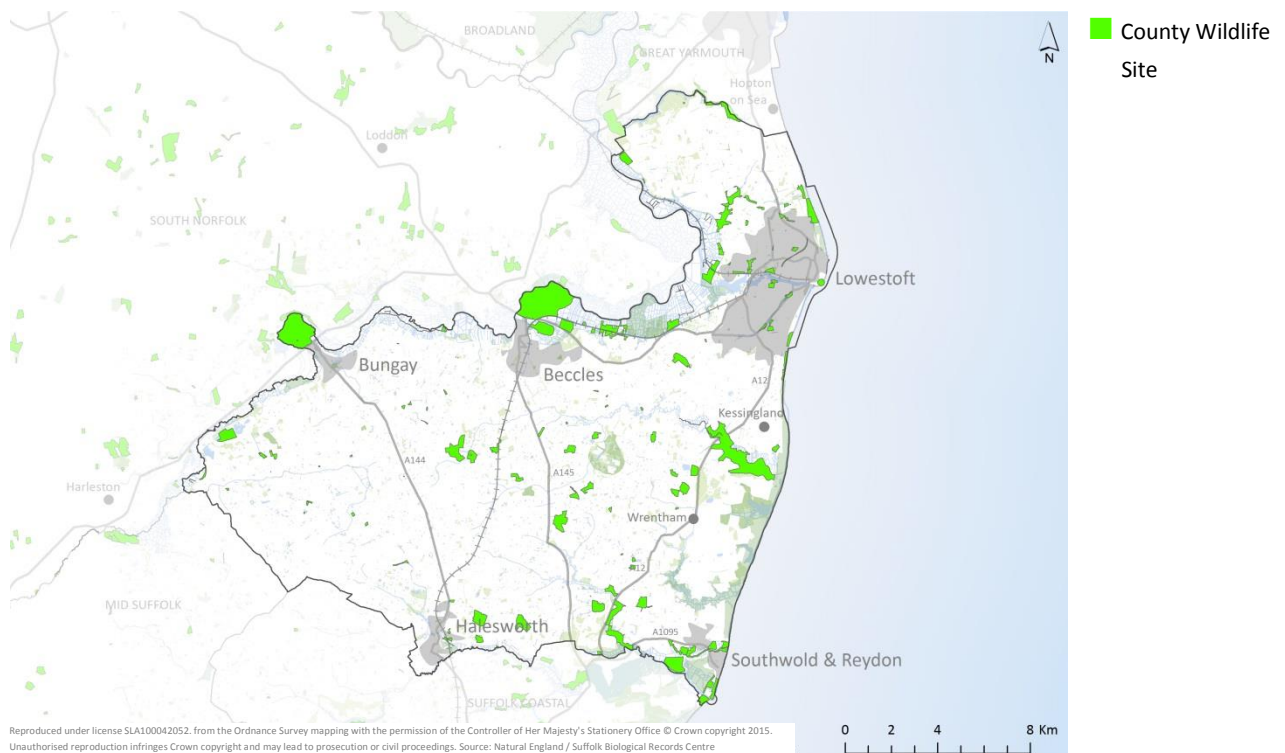 BROADLAND
GREAT YARMOUTH
Hopton
on Sea
N
County Wildlife
Site
Loddon
SOUTH NORFOLK
Lowestoft
Bungay
Beccles
A12
Kessingland
A144
A145
Harleston
Wrentham
A12
MID SUFFOLK
Halesworth
A1095
Southwold & Reydon
SUFFOLK COASTAL
Reproduced under license SLA100042052. from the Ordnance Survey mapping with the permission of the Controller of Her Majesty's Stationery Office © Crown copyright 2015.
Unauthorised reproduction infringes Crown copyright and may lead to prosecution or civil proceedings. Source: Natural England / Suffolk Biological Records Centre
0 2 4 8 Km